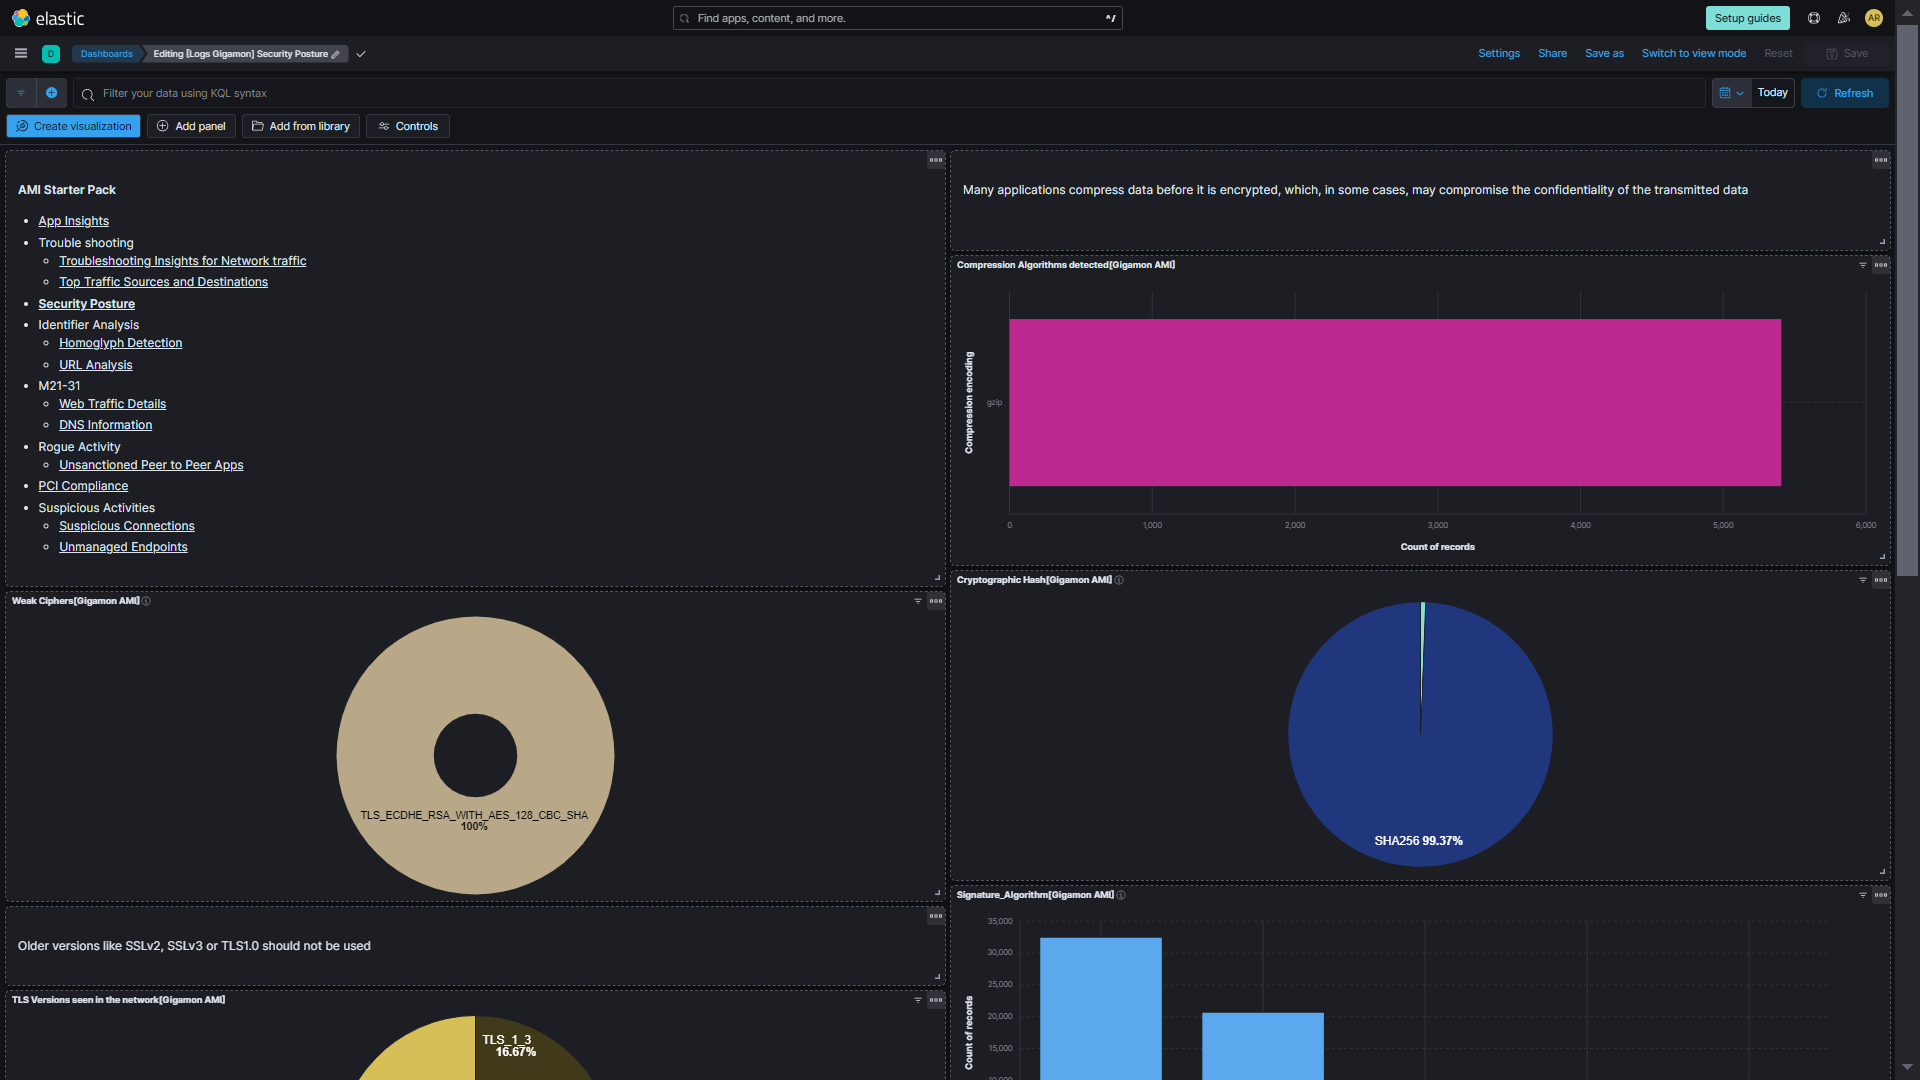 elastic
Find apps, content, and more.
^/
Setup guides
AR
D
Dashboards
Editing [Logs Gigamon] Security Posture
Settings
Share
Save as
Switch to view mode
Reset
Save
Filter your data using KQL syntax
Today
Refresh
Create visualization
Add panel
Add from library
Controls
AMI Starter Pack
App Insights
Trouble shooting
Troubleshooting Insights for Network traffic
Top Traffic Sources and Destinations
Security Posture
Identifier Analysis
Homoglyph Detection
URL Analysis
M21-31
Web Traffic Details
DNS Information
Rogue Activity
Unsanctioned Peer to Peer Apps
PCI Compliance
Suspicious Activities
Suspicious Connections
Unmanaged Endpoints
Many applications compress data before it is encrypted, which, in some cases, may compromise the confidentiality of the transmitted data
Compression Algorithms detected[Gigamon AMI]
Compression encoding
gzip
0
1,000
2,000
3,000
4,000
5,000
6,000
Count of records
Weak Ciphers[Gigamon AMI]
TLS_ECDHE_RSA_WITH_AES_128_CBC_SHA
100%
Cryptographic Hash[Gigamon AMI]
SHA256 99.37%
Older versions like SSLv2, SSLv3 or TLS1.0 should not be used
TLS Versions seen in the network[Gigamon AMI]
TLS_1_3
16.67%
Signature_Algorithm[Gigamon AMI]
35,000
30,000
25,000
20,000
15,000
10,000
Count of records